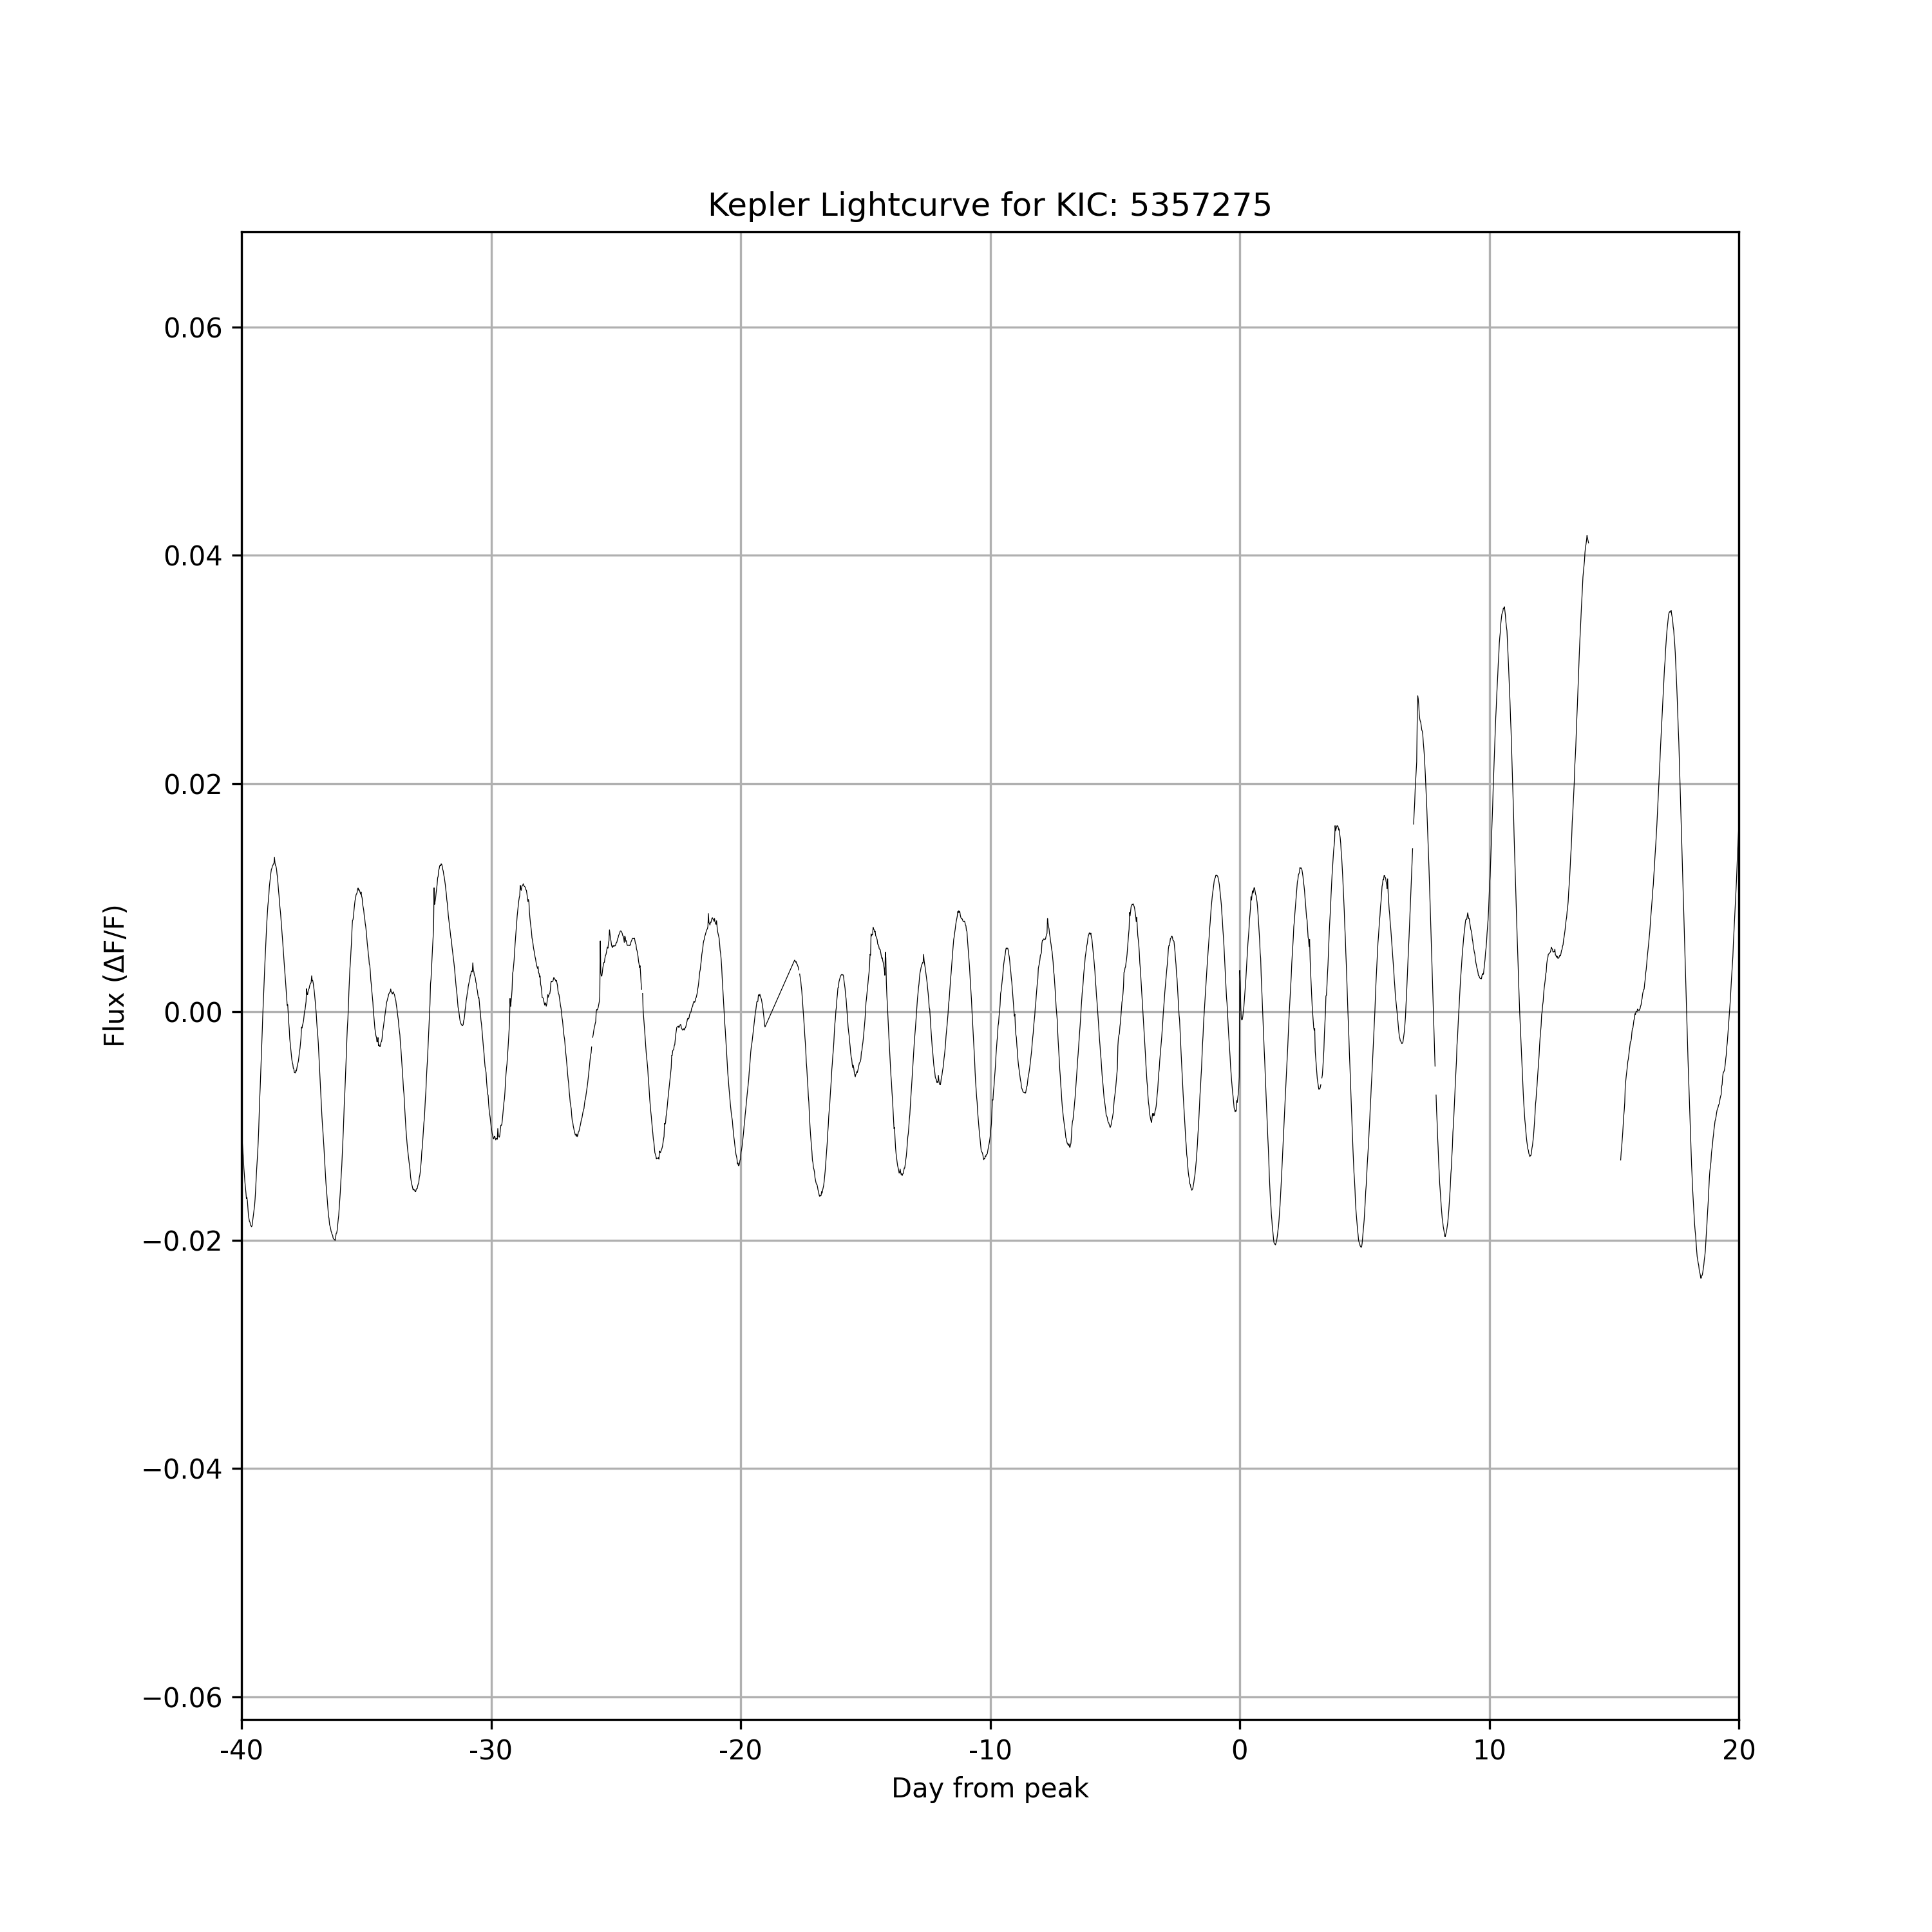 Kepler Lightcurve for KIC: 5357275
Flux (ΔF/F)
0.06
0.04
0.02
0.00
−0.02
−0.04
−0.06
-40 -30 -20 -10 0 10 20
Day from peak